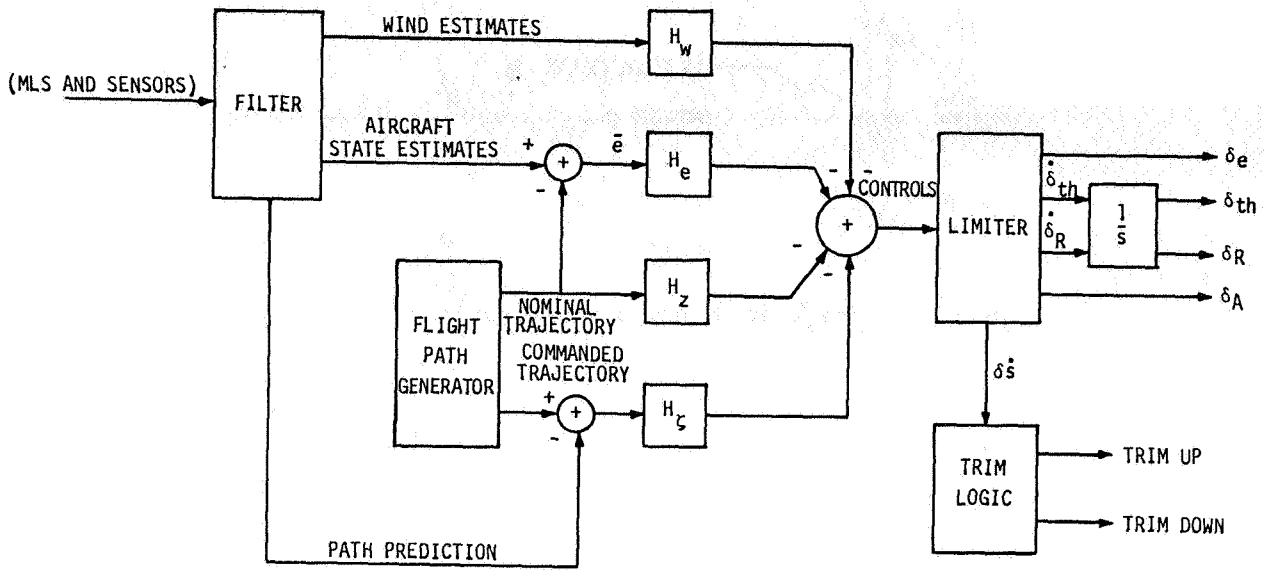 WIND ESTIMATES
H_w
(MLS AND SENSORS)
FILTER
AIRCRAFT
STATE ESTIMATES
+
+
-
ē
H_e
-
-
-
-
+
CONTROLS
LIMITER
δe
δ̇th
δth
δ̇R
1/s
δR
δA
FLIGHT
PATH
GENERATOR
NOMINAL
TRAJECTORY
H_z
COMMANDED
TRAJECTORY
+
+
-
H_ζ
δṡ
TRIM
LOGIC
TRIM UP
TRIM DOWN
PATH PREDICTION